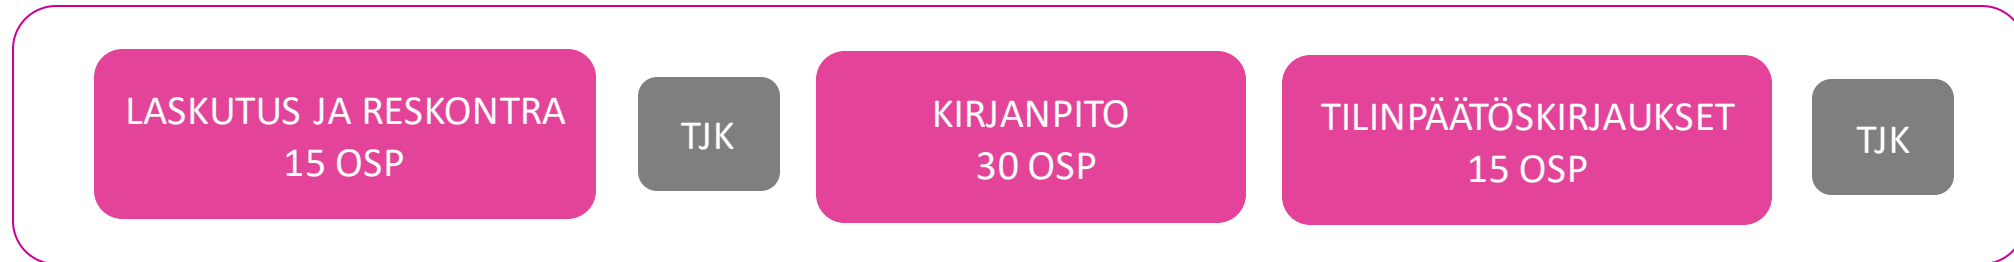 LASKUTUS JA RESKONTRA
15 OSP
TJK
KIRJANPITO
30 OSP
TILINPÄÄTÖSKIRJAUKSET
15 OSP
TJK